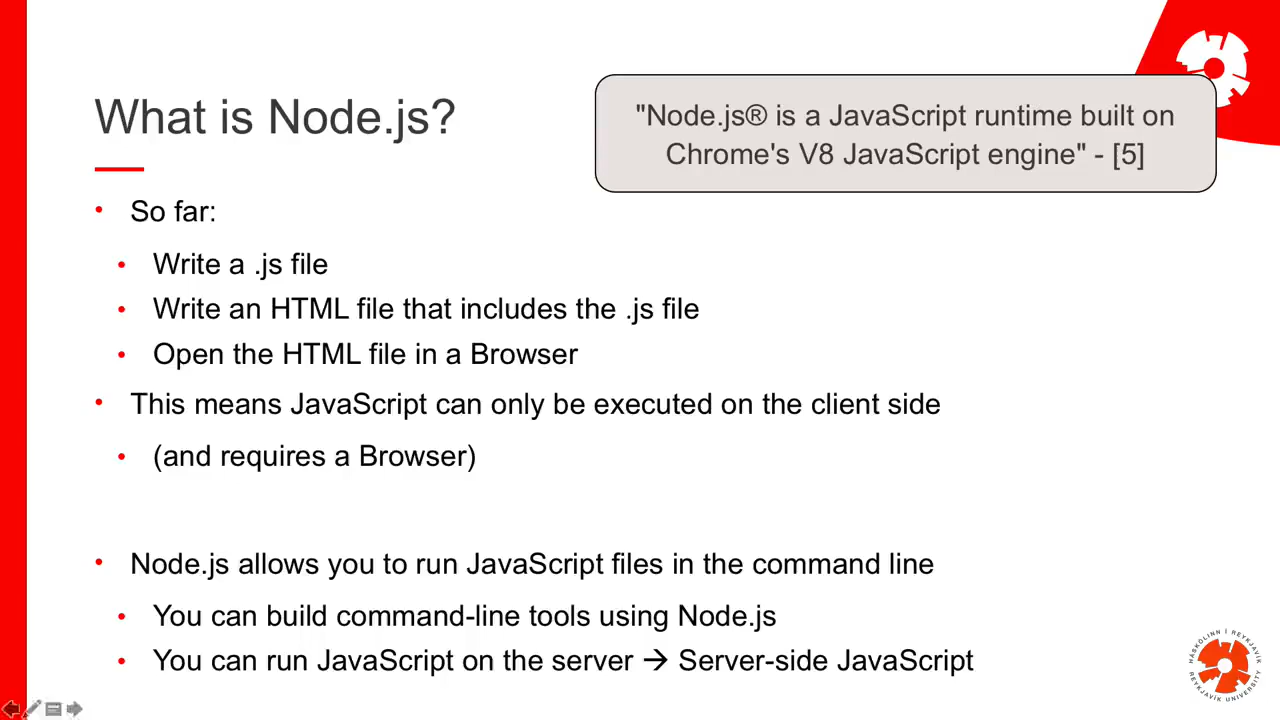 What is Node.js?
"Node.js® is a JavaScript runtime built on
Chrome's V8 JavaScript engine" - [5]
• So far:
• Write a .js file
• Write an HTML file that includes the .js file
• Open the HTML file in a Browser
• This means JavaScript can only be executed on the client side
• (and requires a Browser)
• Node.js allows you to run JavaScript files in the command line
• You can build command-line tools using Node.js
• You can run JavaScript on the server → Server-side JavaScript
HÁSKÓLINN Í REYKJAVÍK
REYKJAVÍK UNIVERSITY